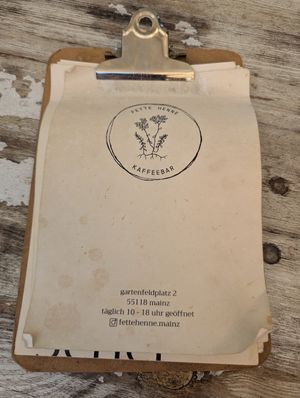 FETTE HENNE
KAFFEEBAR
gartenfeldplatz 2
55118 mainz
täglich 10 - 18 uhr geöffnet
fettehenne.mainz